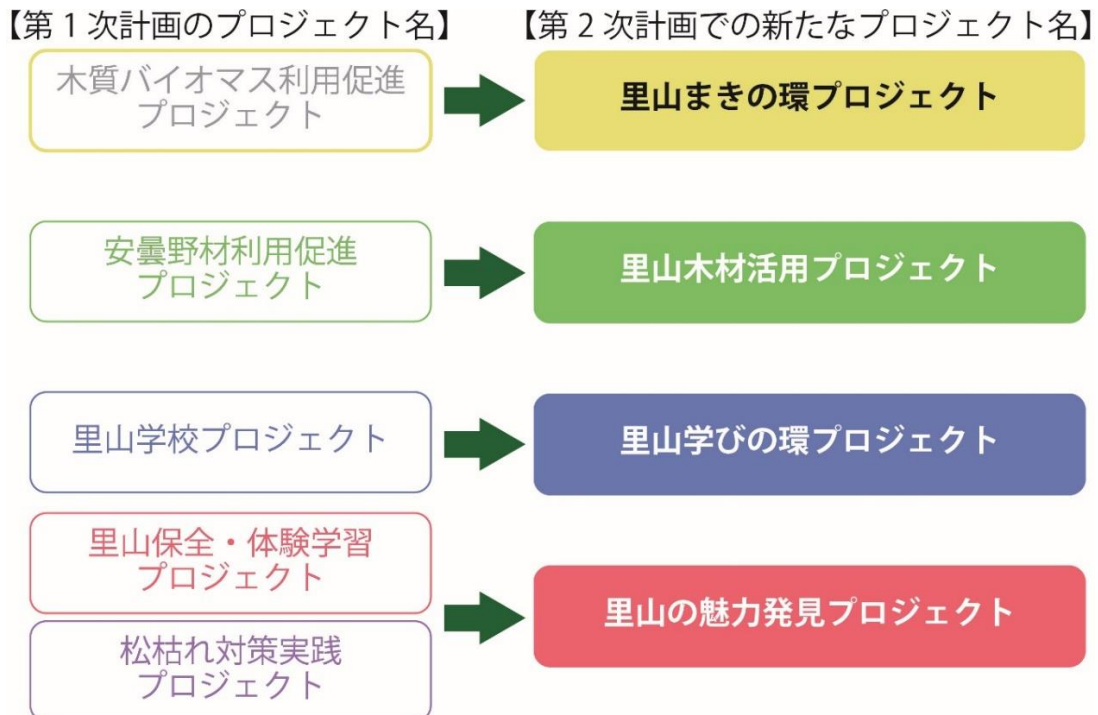 【第1次計画のプロジェクト名】
【第2次計画での新たなプロジェクト名】
木質バイオマス利用促進
プロジェクト
里山まきの環プロジェクト
安曇野材利用促進
プロジェクト
里山木材活用プロジェクト
里山学校プロジェクト
里山学びの環プロジェクト
里山保全・体験学習
プロジェクト
松枯れ対策実践
プロジェクト
里山の魅力発見プロジェクト